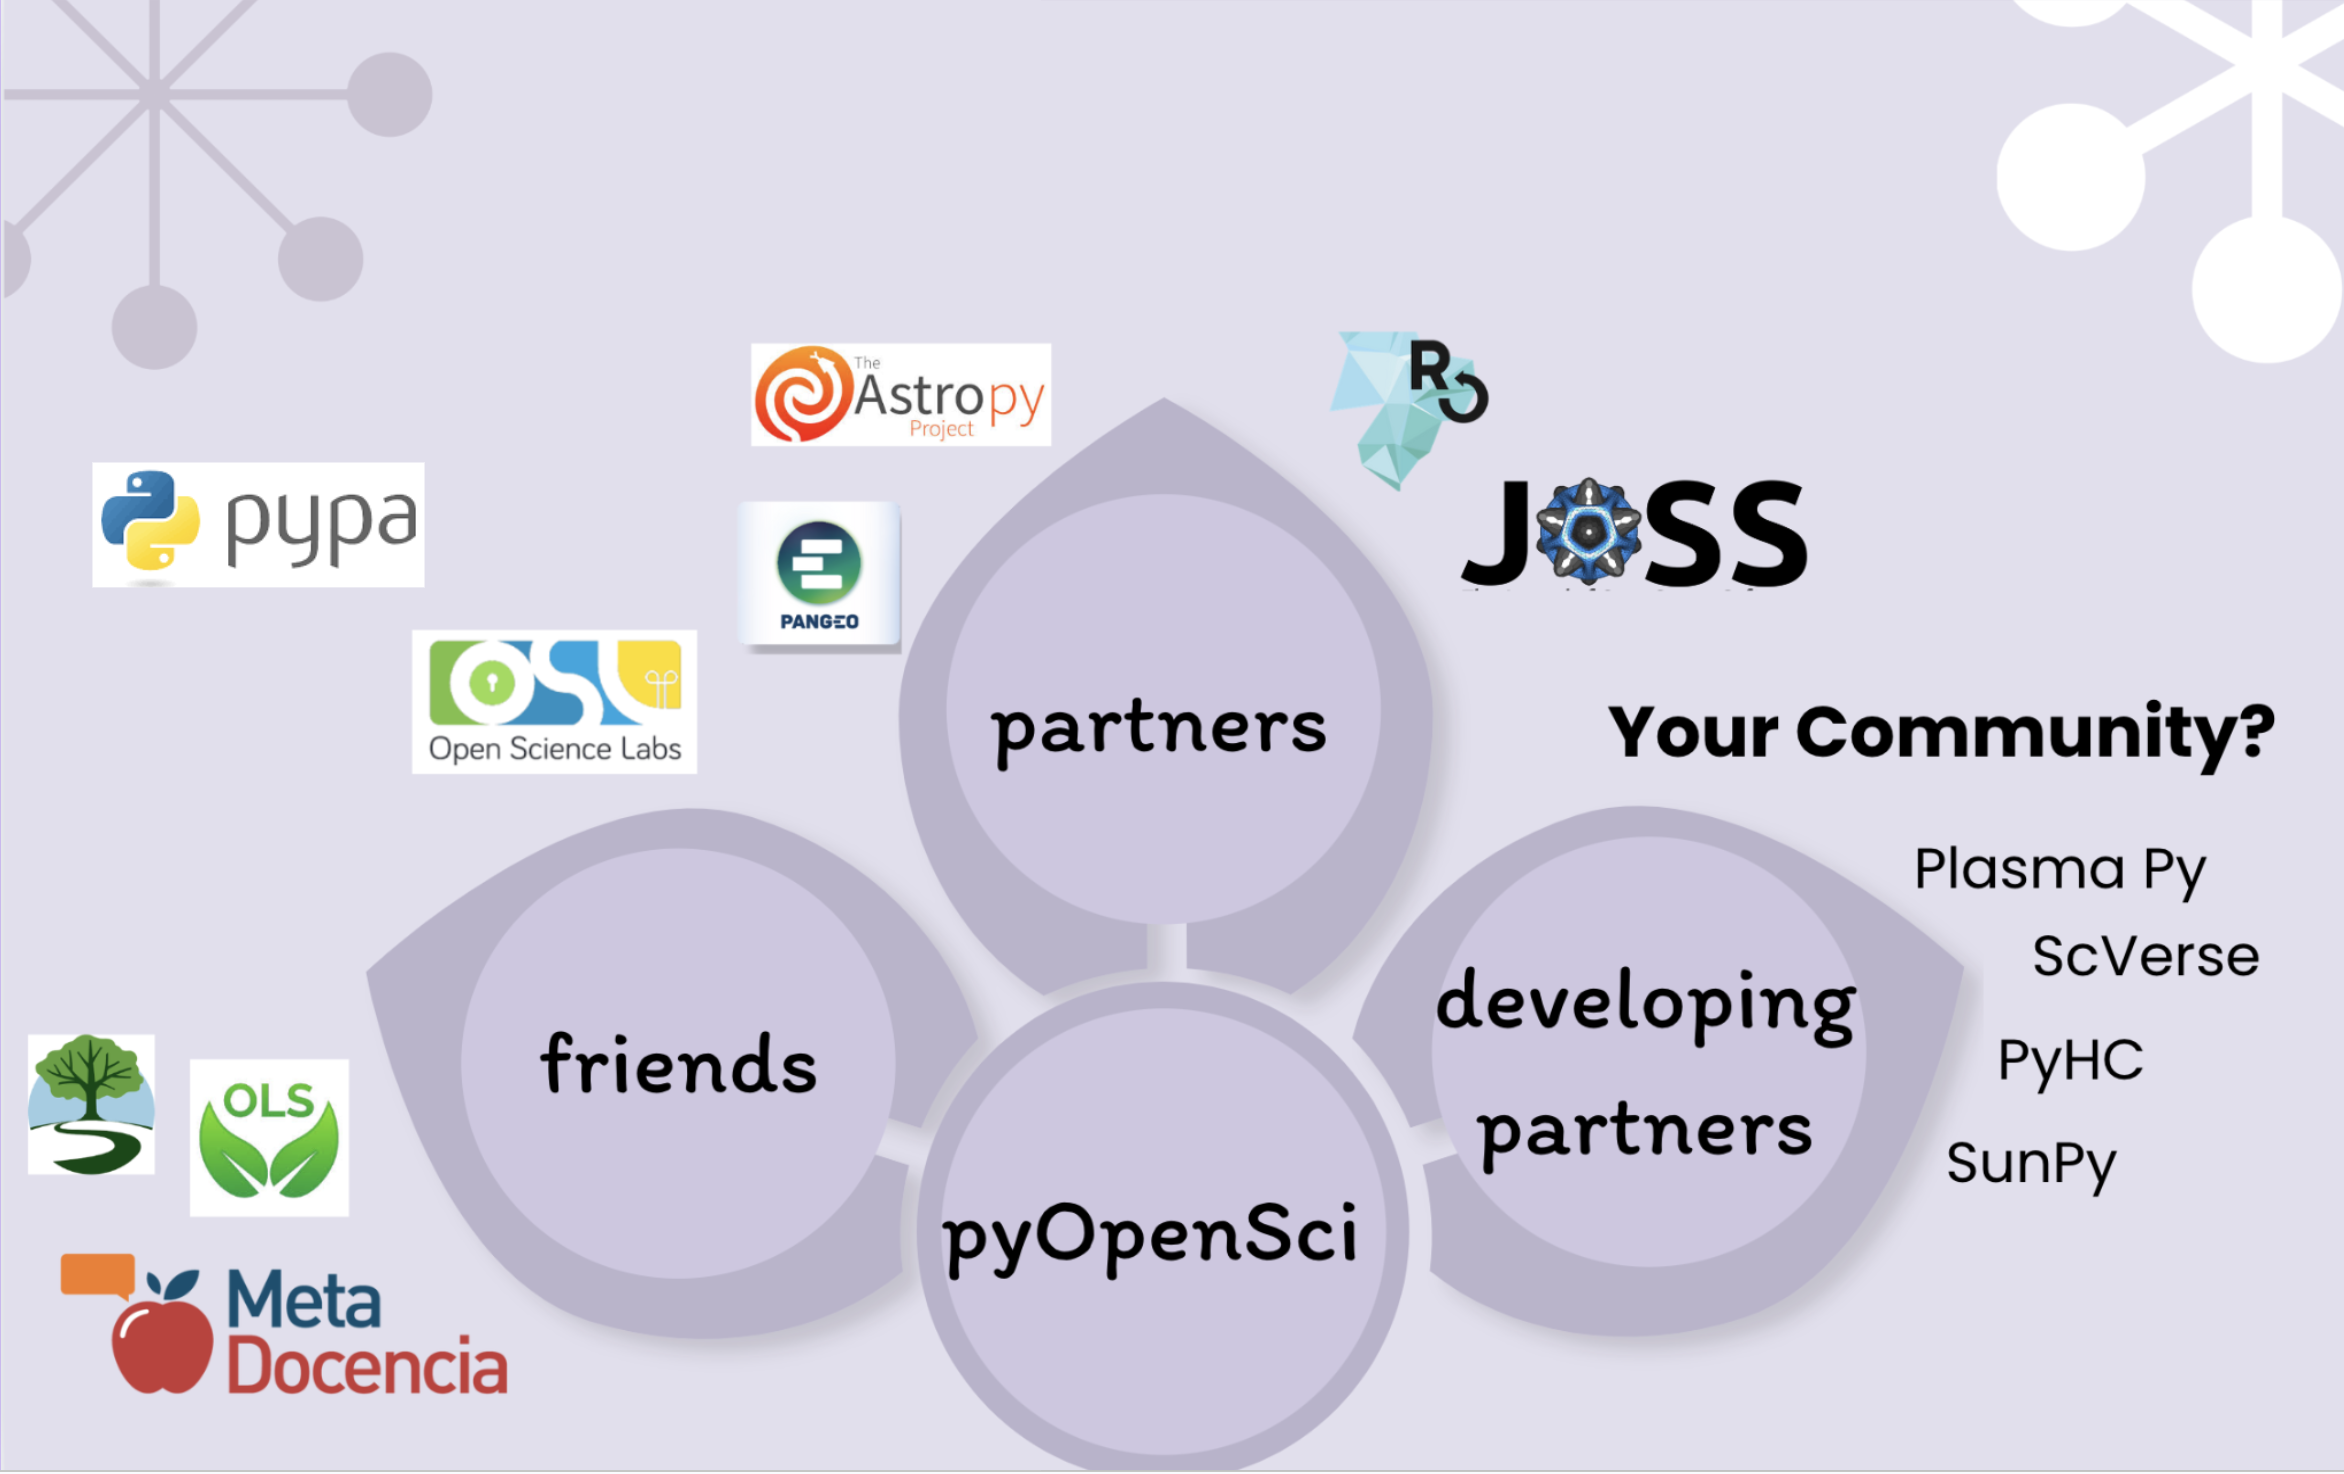 The
Astropy
Project
R
JOSS
pypa
PANGEO
OSL
Open Science Labs
partners
Your Community?
Plasma Py
ScVerse
PyHC
SunPy
developing
partners
friends
OLS
pyOpenSci
Meta
Docencia